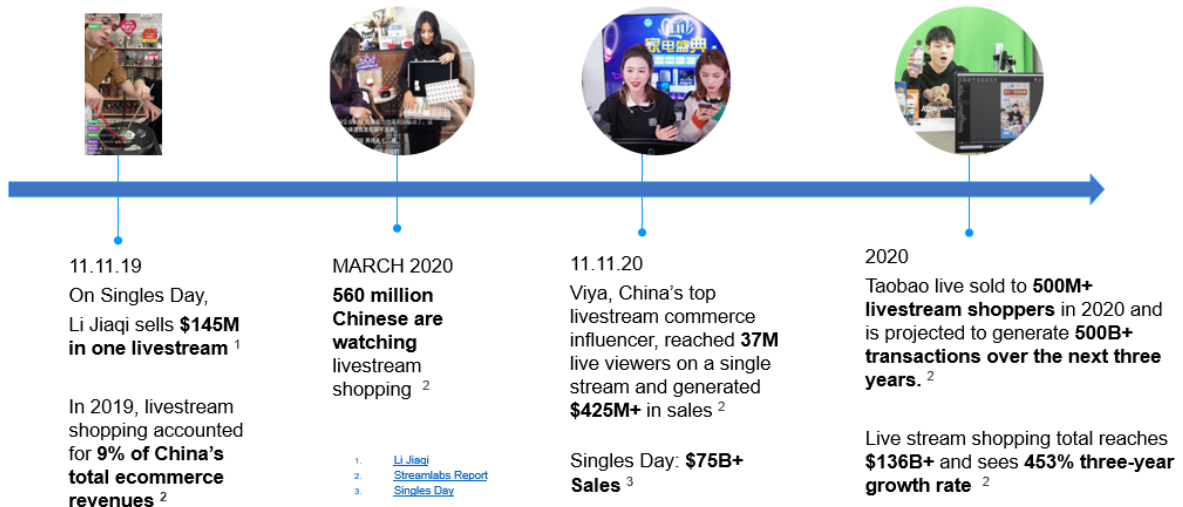 家电盛典
11.11.19
On Singles Day,
Li Jiaqi sells $145M
in one livestream 1
In 2019, livestream
shopping accounted
for 9% of China’s
total ecommerce
revenues 2
MARCH 2020
560 million
Chinese are
watching
livestream
shopping 2
1. Li Jiaqi
2. Streamlabs Report
3. Singles Day
11.11.20
Viya, China’s top
livestream commerce
influencer, reached 37M
live viewers on a single
stream and generated
$425M+ in sales 2
Singles Day: $75B+
Sales 3
2020
Taobao live sold to 500M+
livestream shoppers in 2020 and
is projected to generate 500B+
transactions over the next three
years. 2
Live stream shopping total reaches
$136B+ and sees 453% three-year
growth rate 2